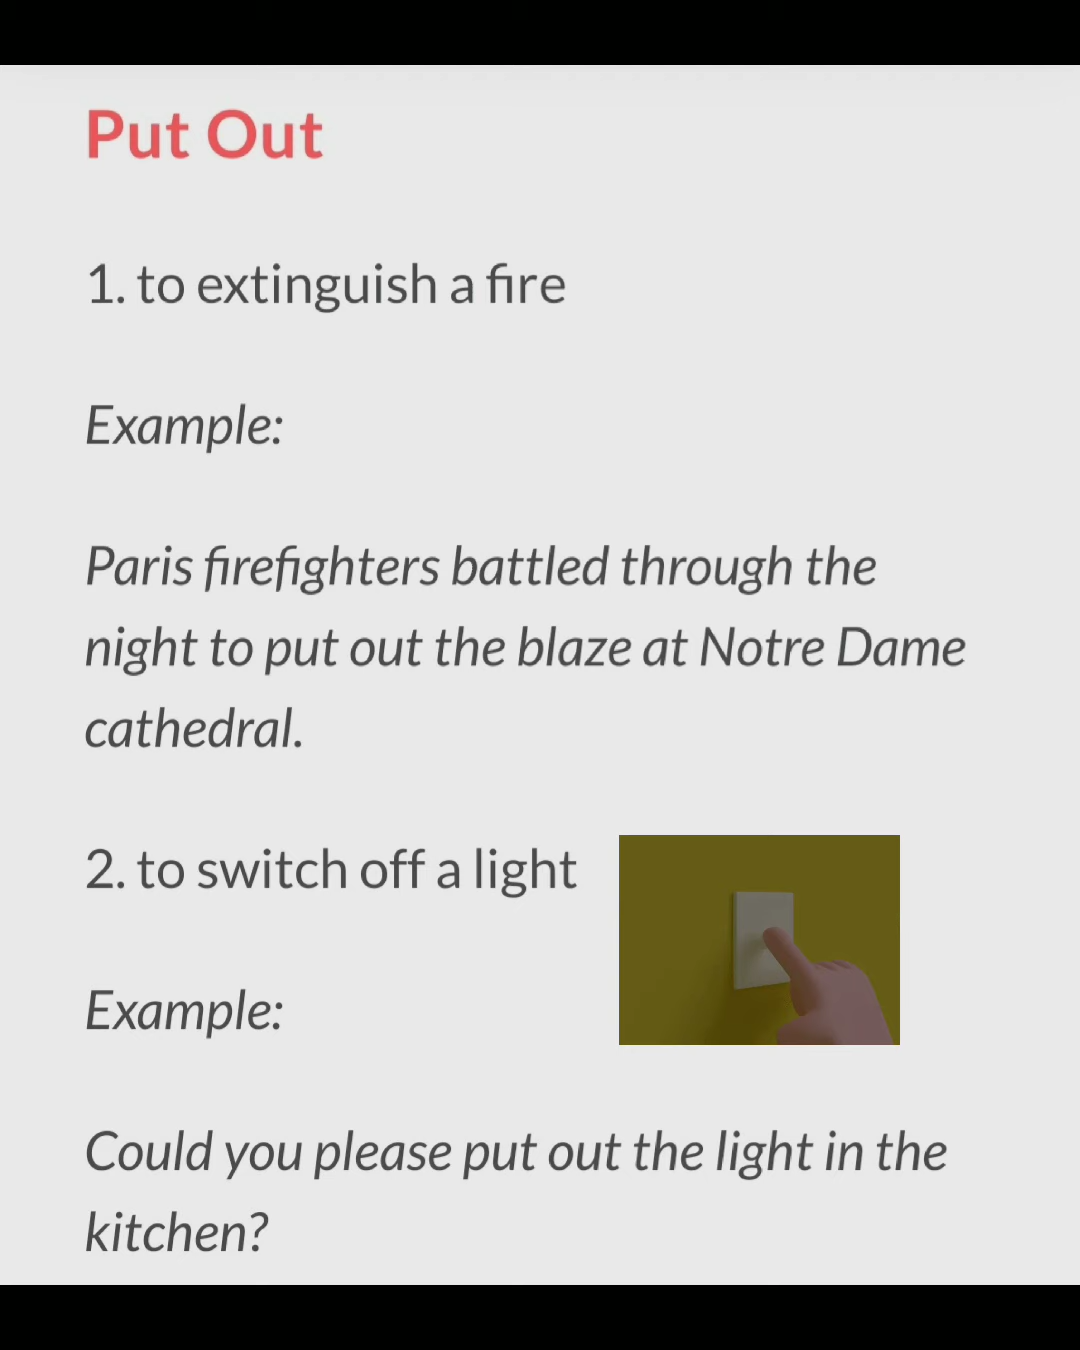 Put Out
1. to extinguish a fire
Example:
Paris firefighters battled through the
night to put out the blaze at Notre Dame
cathedral.
2. to switch off a light
Example:
Could you please put out the light in the
kitchen?